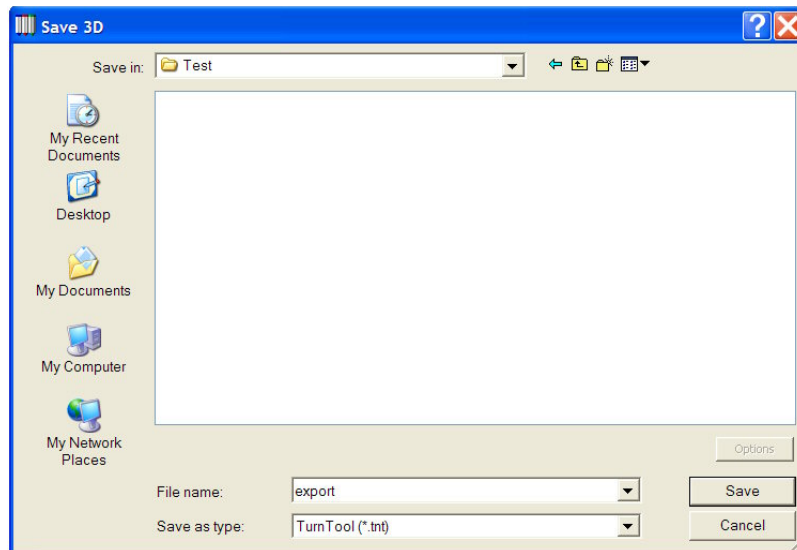 Save 3D
Save in:
Test
My Recent
Documents
Desktop
My Documents
My Computer
My Network
Places
Options
File name:
export
Save
Save as type:
TurnTool (*.tnt)
Cancel